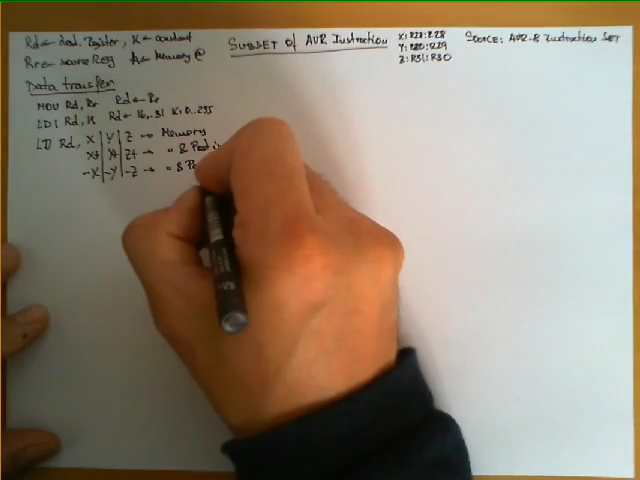 Rd ← dest. Register, K ← constant
Rr ← source Reg k ← Memory @
SUBSET of AVR Instruction
X: R27:R28
Y: R30:R29
Z: R31:R30
SOURCE: AVR-8 Instruction SET
Data transfer
MOV Rd, Rr Rd ← Rr
LDI Rd, K Rd ← 16..31 K: 0..255
LD Rd, X | Y | Z → Memory
X+ | Y+ | Z+ → " & Post
-X | -Y | -Z → " &